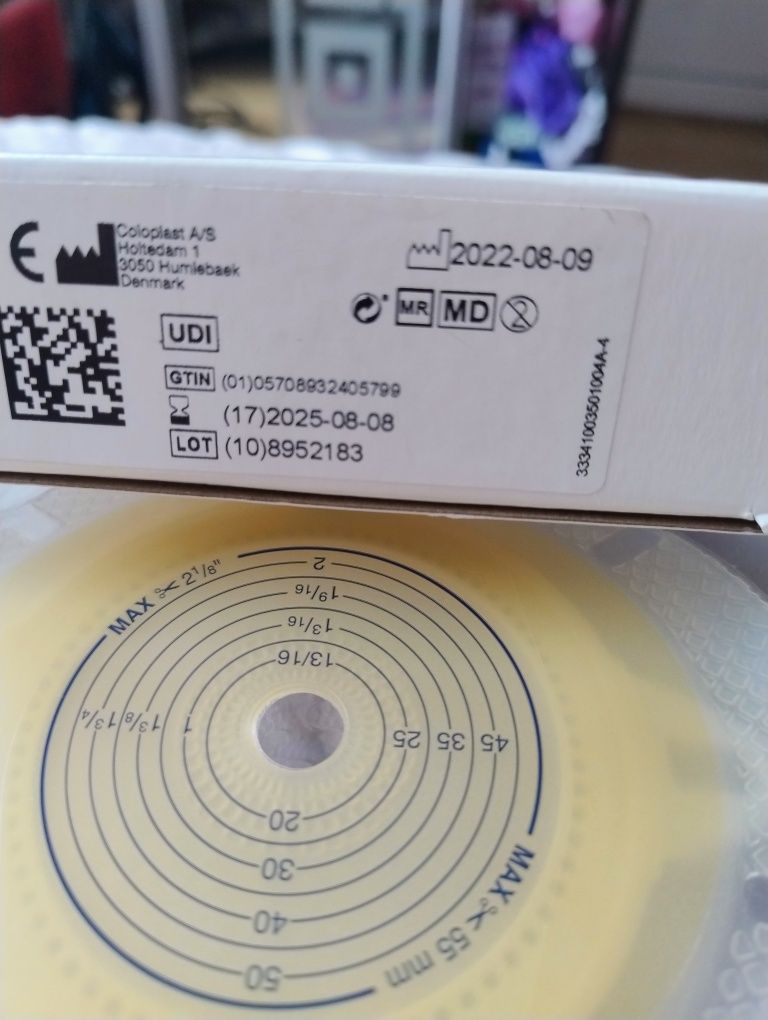 CE
Coloplast A/S
Holtedam 1
3050 Humlebaek
Denmark
2022-08-09
MR MD 2
UDI
GTIN (01)05708932405799
(17)2025-08-08
LOT (10)8952183
33341003501004A-4
MAX 2 1/8"
2
1 9/16
1 3/16
13/16
1 3/4
1 3/8
1
25
35
45
20
30
40
50
MAX 55 mm